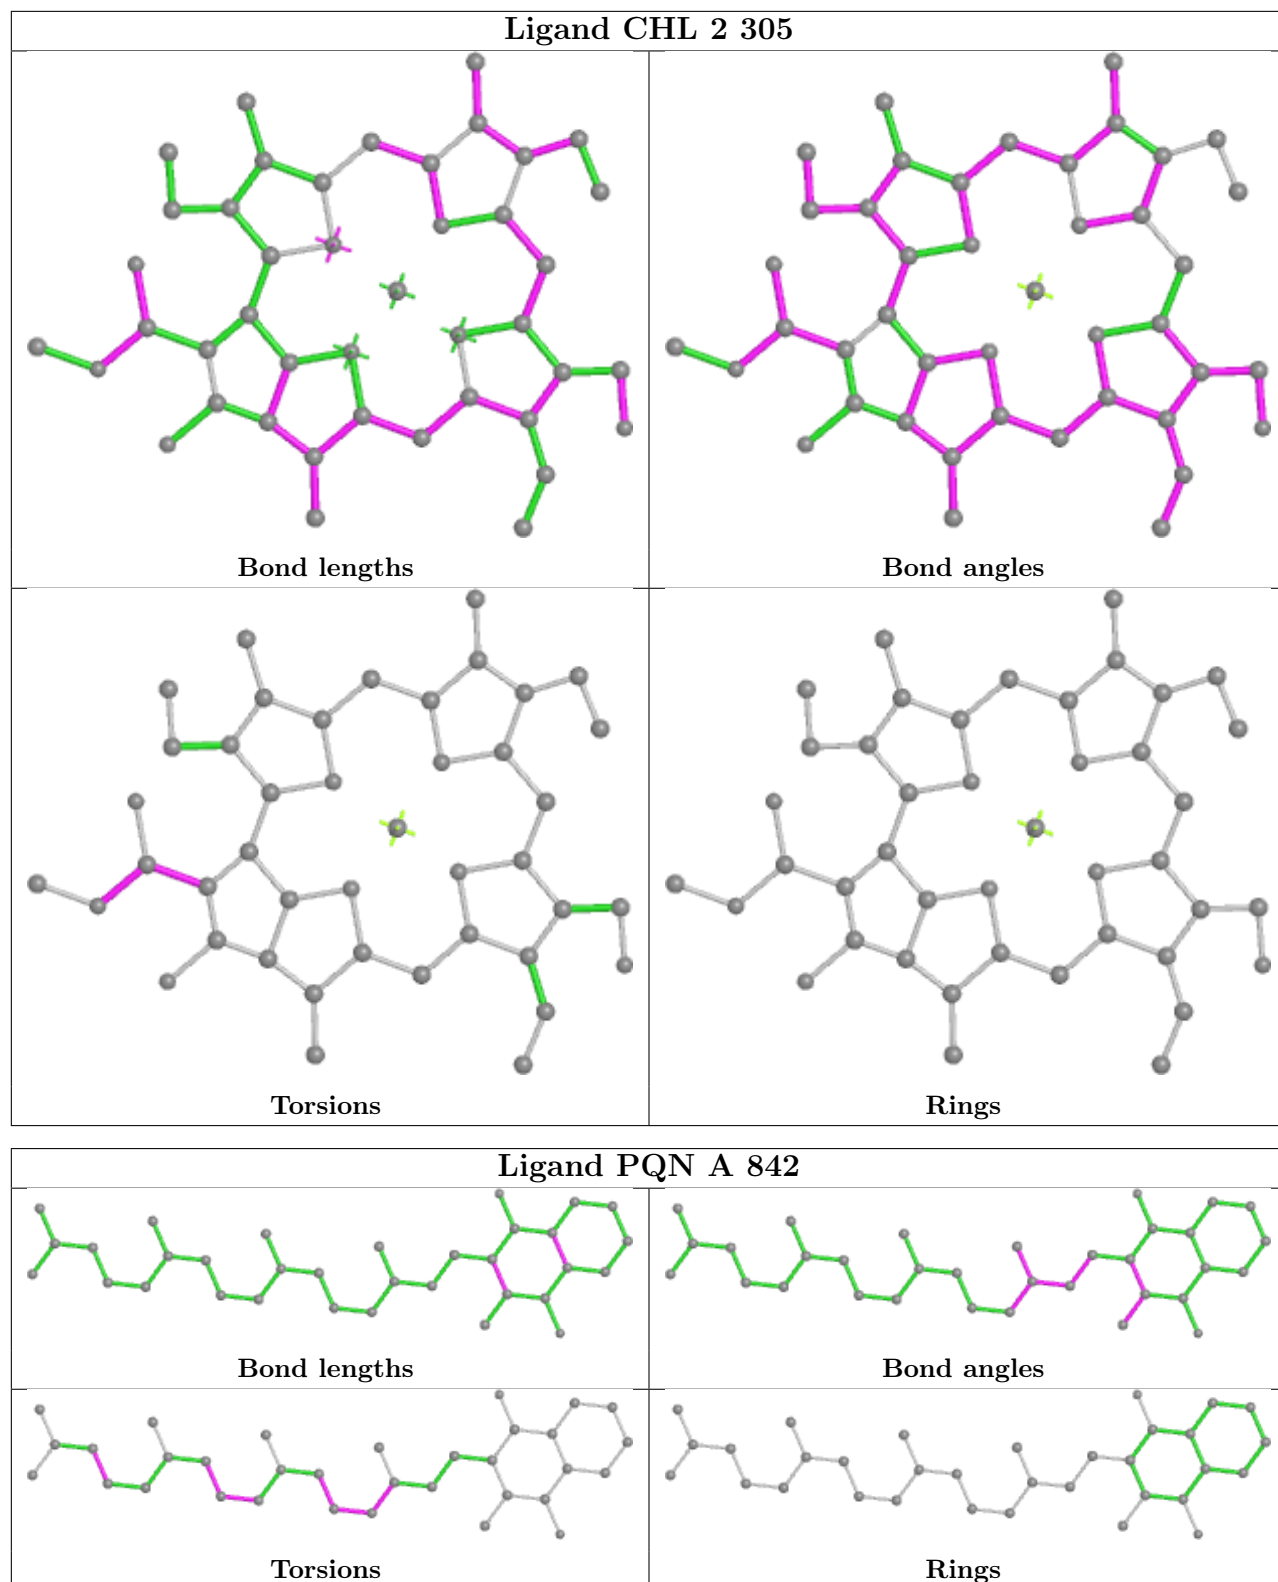 Ligand CHL 2 305
Bond lengths
Bond angles
Torsions
Rings
Ligand PQN A 842
Bond lengths
Bond angles
Torsions
Rings